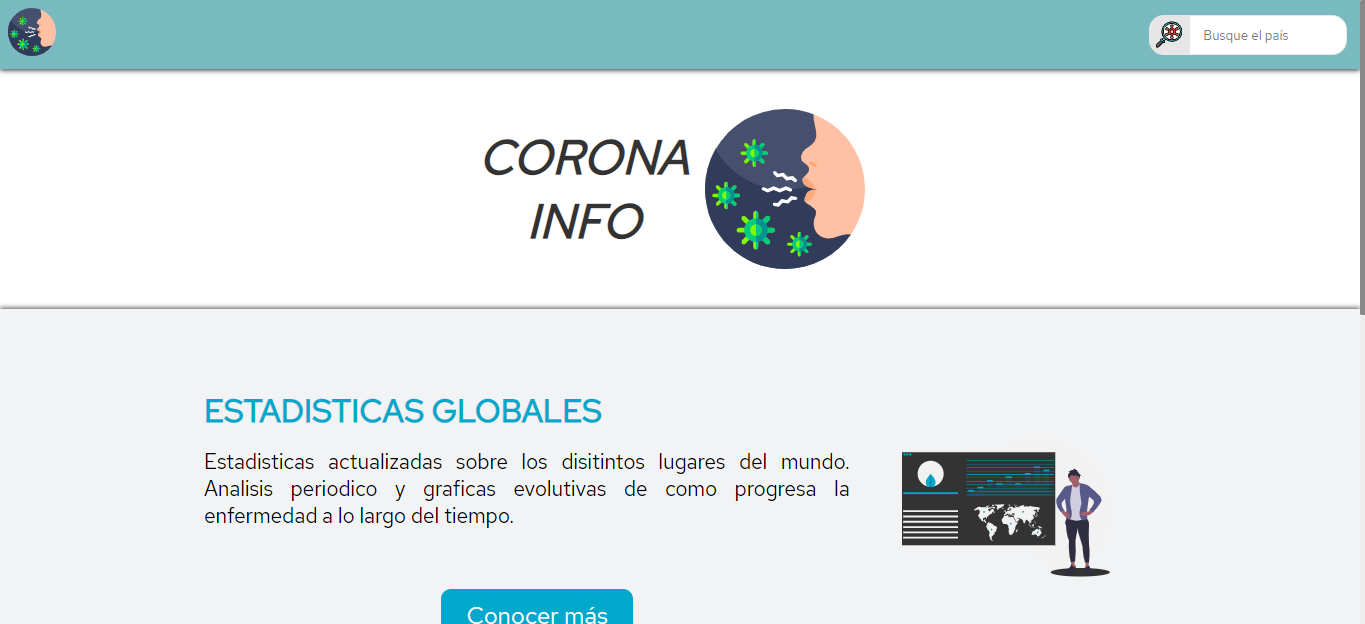 Busque el país
CORONA
INFO
ESTADISTICAS GLOBALES
Estadisticas actualizadas sobre los disitintos lugares del mundo.
Analisis periodico y graficas evolutivas de como progresa la
enfermedad a lo largo del tiempo.
Conocer más